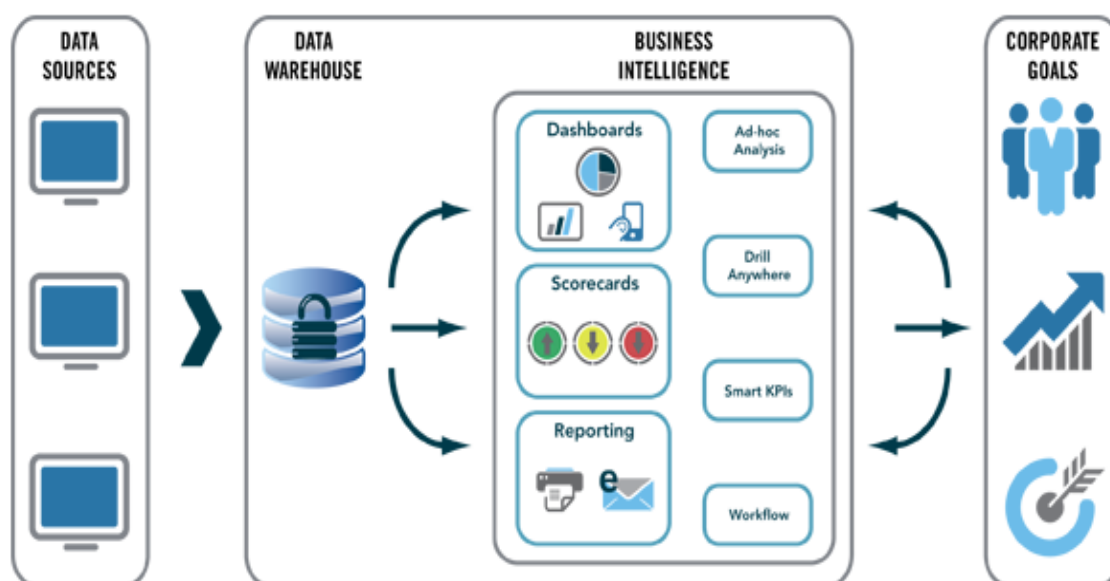 DATA
SOURCES
DATA
WAREHOUSE
BUSINESS
INTELLIGENCE
Dashboards
Scorecards
Reporting
e
Ad-hoc
Analysis
Drill
Anywhere
Smart KPIs
Workflow
CORPORATE
GOALS